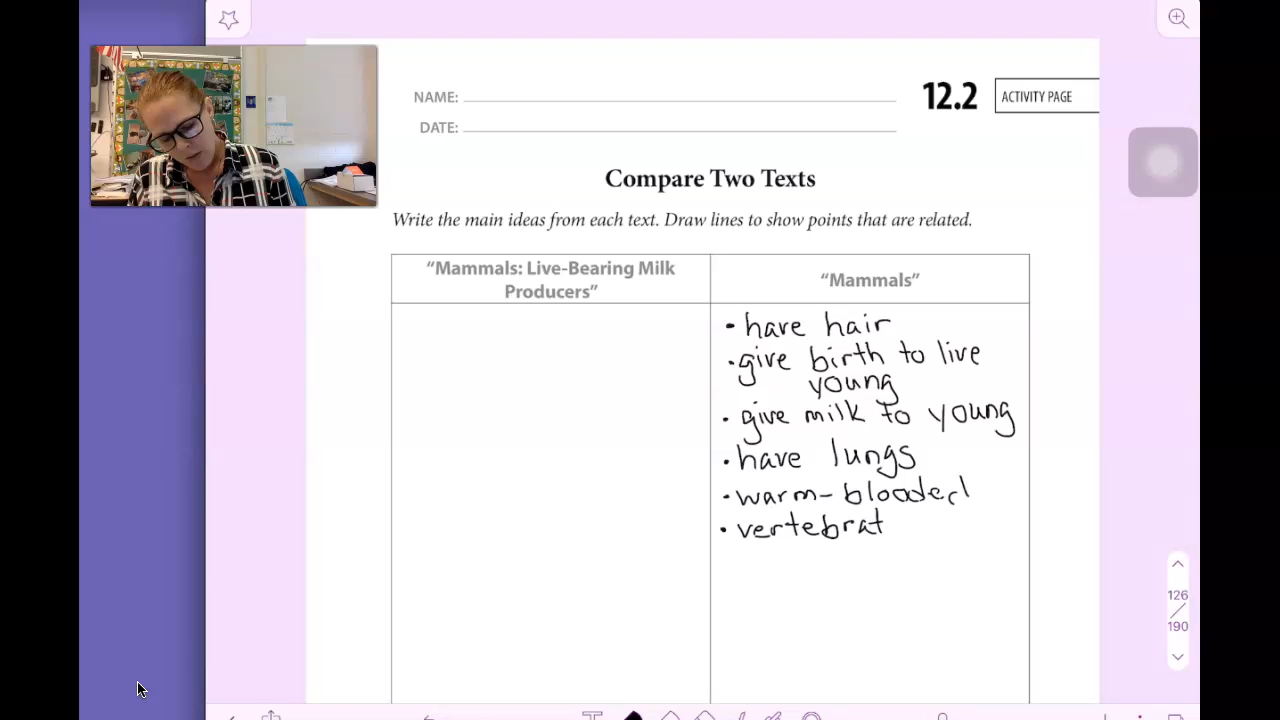 NAME:
12.2
ACTIVITY PAGE
DATE:
Compare Two Texts
Write the main ideas from each text. Draw lines to show points that are related.
“Mammals: Live-Bearing Milk
Producers”
“Mammals”
• have hair
• give birth to live
young
• give milk to young
• have lungs
• warm-blooded
• vertebrat
126
190